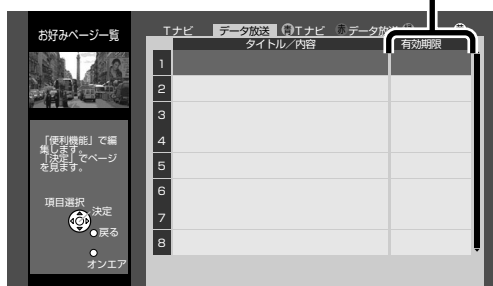 お好みページ一覧
Tナビ データ放送 青Tナビ 赤データ放送
タイトル／内容 有効期限
1
2
3
4
5
6
7
8
「便利機能」で編
集します。
「決定」でページ
を見ます。
項目選択
決定
戻る
オンエア